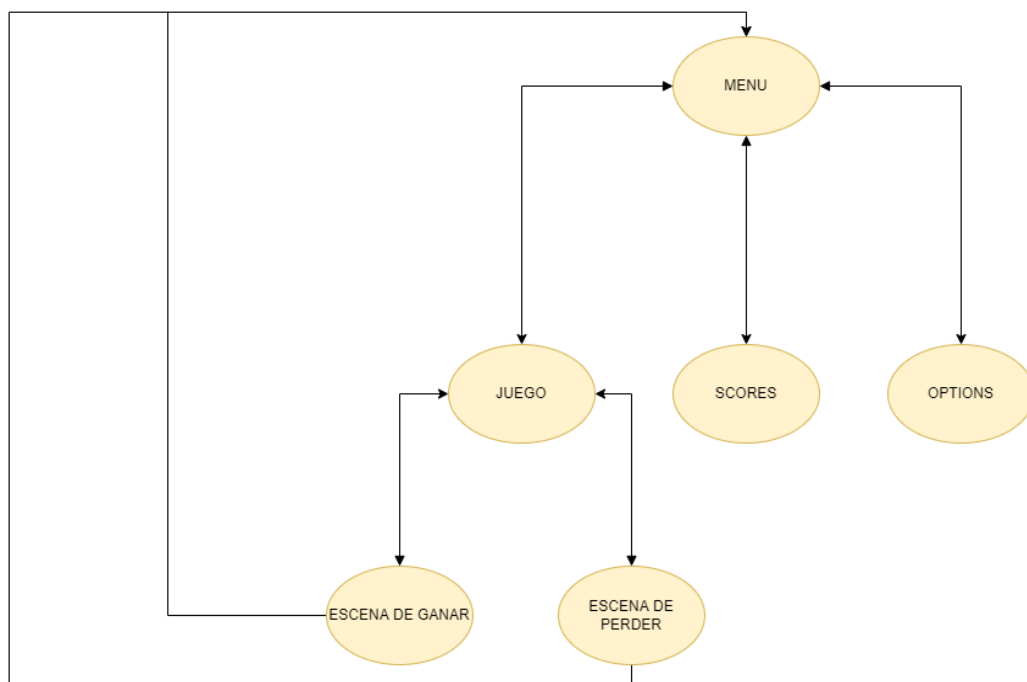 MENU
JUEGO
SCORES
OPTIONS
ESCENA DE GANAR
ESCENA DE
PERDER